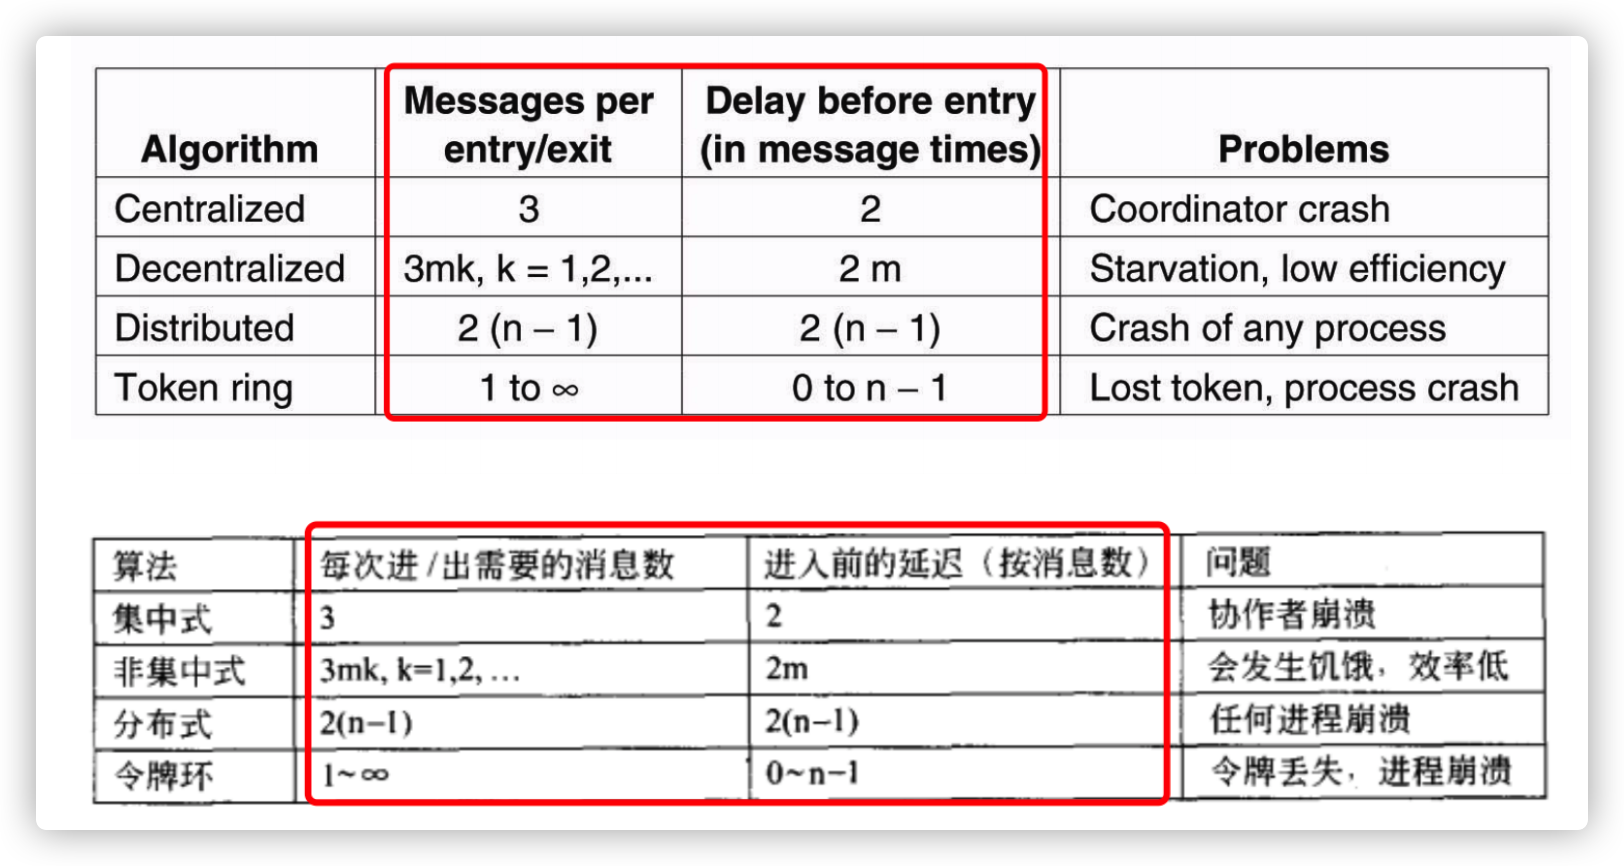 Algorithm Messages per entry/exit Delay before entry (in message times) Problems
Centralized 3 2 Coordinator crash
Decentralized 3mk, k = 1,2,... 2 m Starvation, low efficiency
Distributed 2 (n – 1) 2 (n – 1) Crash of any process
Token ring 1 to ∞ 0 to n – 1 Lost token, process crash
算法 每次进/出需要的消息数 进入前的延迟（按消息数） 问题
集中式 3 2 协作者崩溃
非集中式 3mk, k=1,2, … 2m 会发生饥饿，效率低
分布式 2(n–1) 2(n–1) 任何进程崩溃
令牌环 1~∞ 0~n–1 令牌丢失，进程崩溃